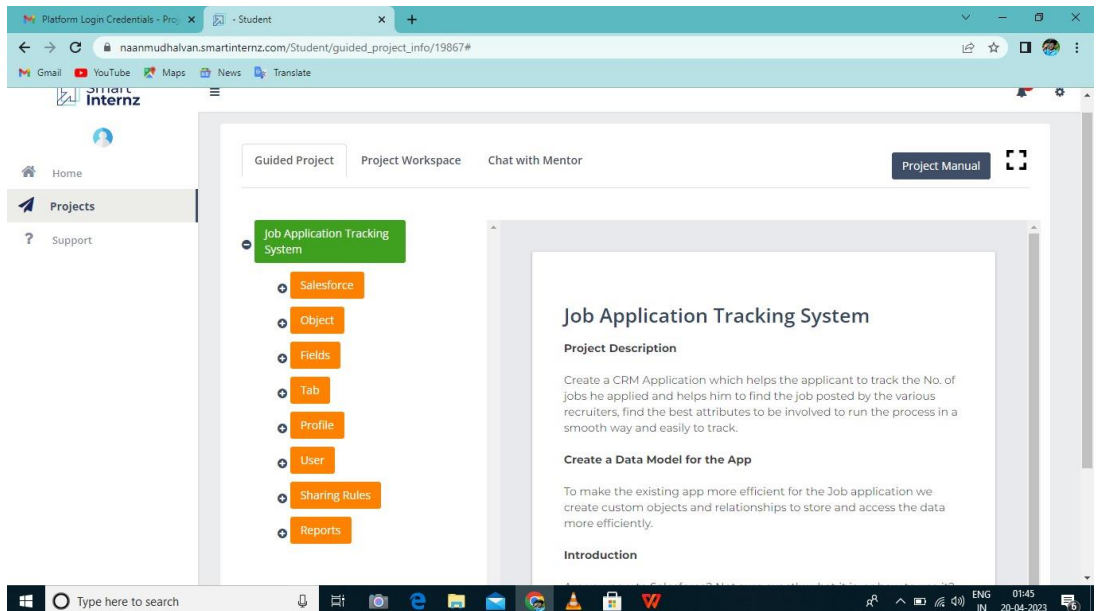 Platform Login Credentials - Proj
- Student
naanmudhalvan.smartinternz.com/Student/guided_project_info/19867#
Gmail YouTube Maps News Translate
Smart
Internz
Home
Projects
Support
Guided Project Project Workspace Chat with Mentor Project Manual
Job Application Tracking
System
Salesforce
Object
Fields
Tab
Profile
User
Sharing Rules
Reports
Job Application Tracking System
Project Description
Create a CRM Application which helps the applicant to track the No. of
jobs he applied and helps him to find the job posted by the various
recruiters, find the best attributes to be involved to run the process in a
smooth way and easily to track.
Create a Data Model for the App
To make the existing app more efficient for the Job application we
create custom objects and relationships to store and access the data
more efficiently.
Introduction
Type here to search
ENG 01:45
IN 20-04-2023
6